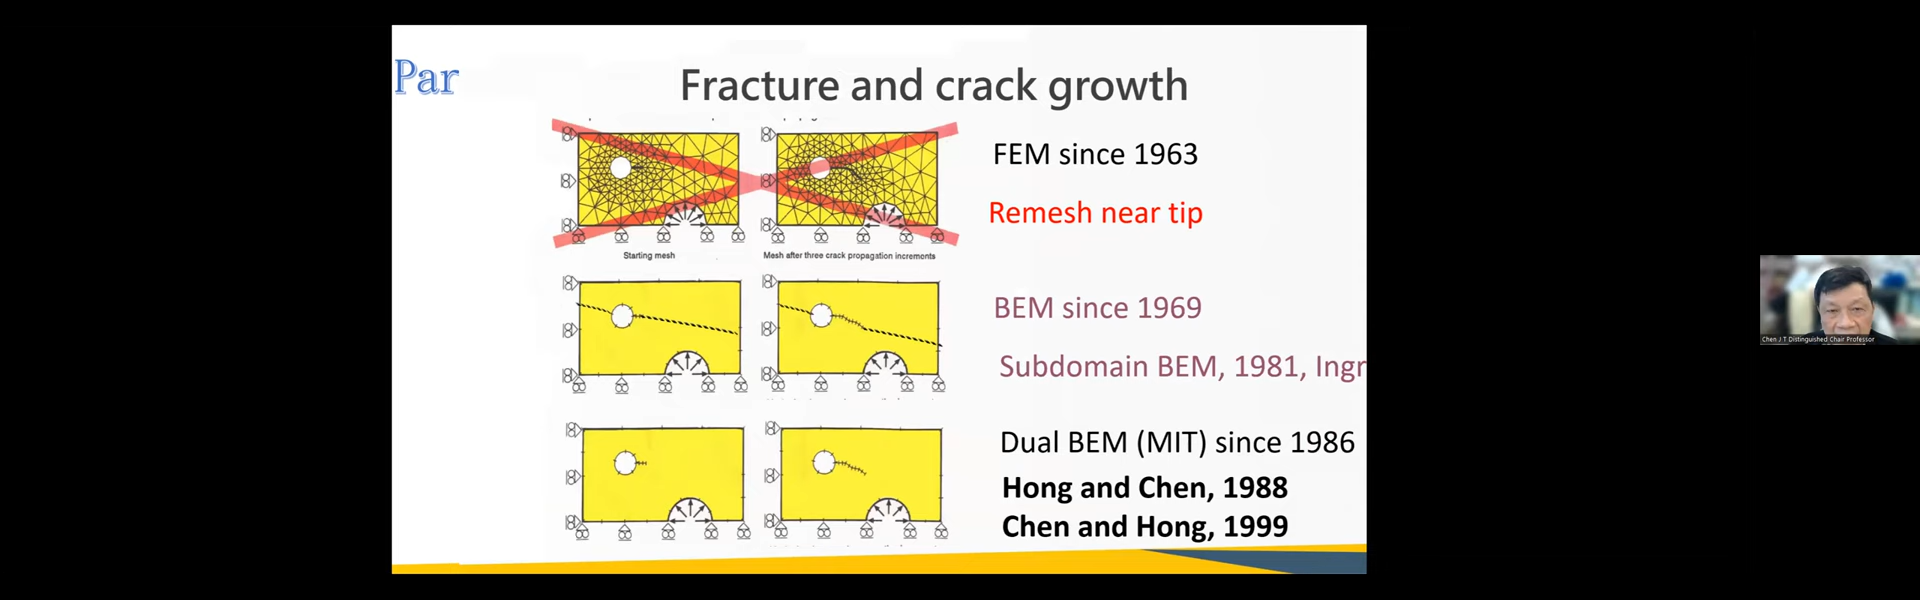 Par
Fracture and crack growth
FEM since 1963
Remesh near tip
Starting mesh
Mesh after three crack propagation increments
BEM since 1969
Subdomain BEM, 1981, Ingr
Dual BEM (MIT) since 1986
Hong and Chen, 1988
Chen and Hong, 1999
Chen J T Distinguished Chair Professor